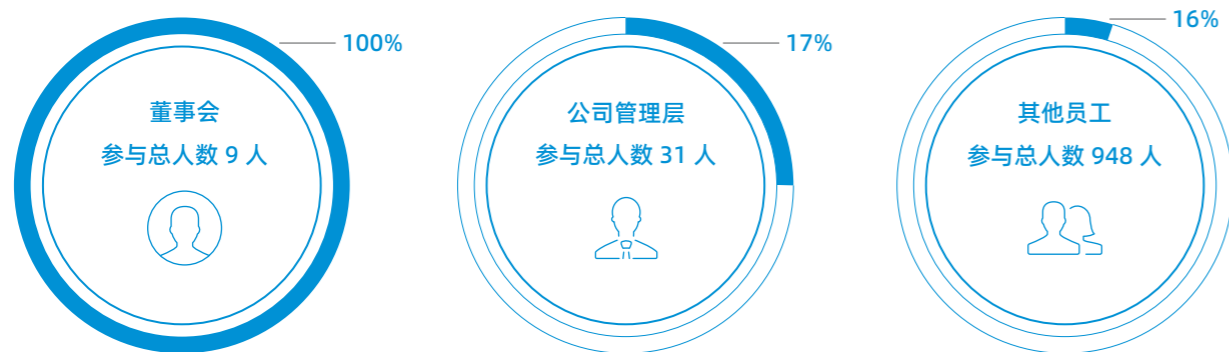 100%
董事会
参与总人数 9 人
17%
公司管理层
参与总人数 31 人
16%
其他员工
参与总人数 948 人